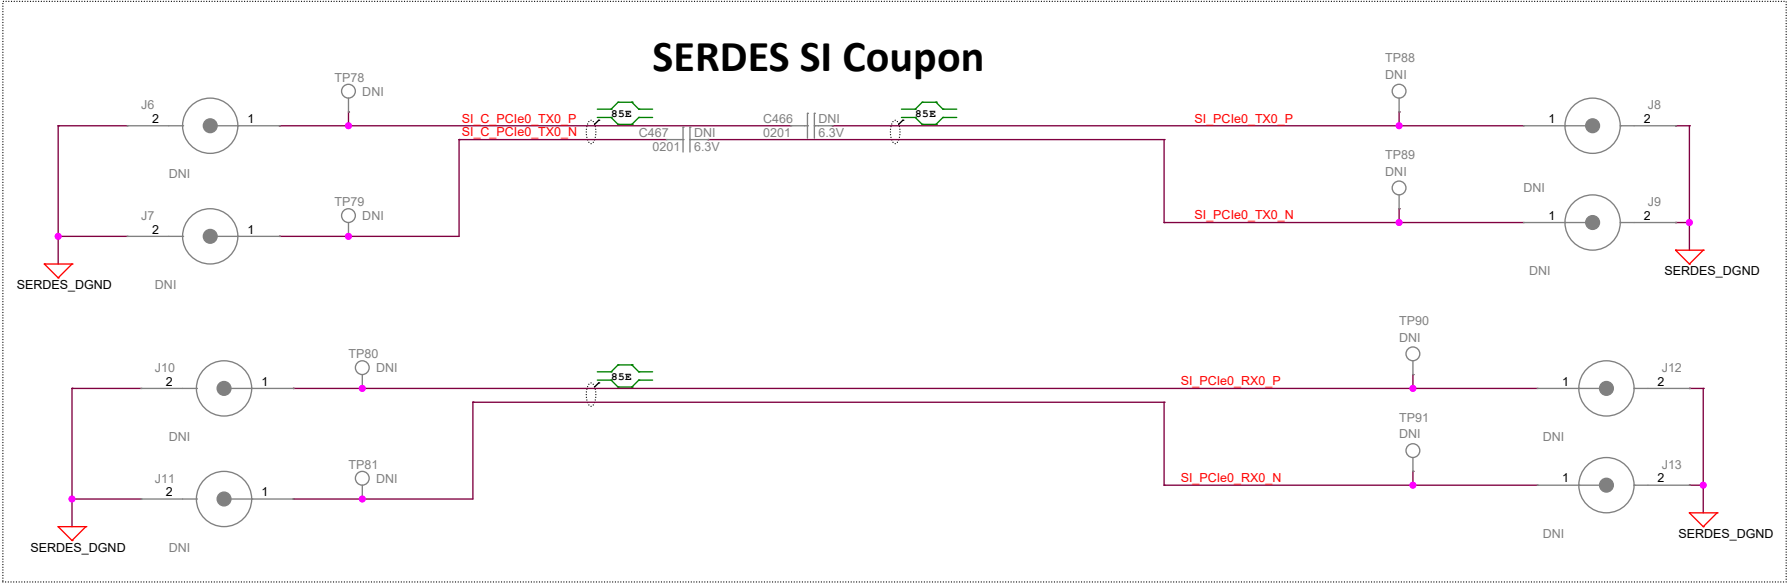 SERDES SI Coupon
TP88
DNI
TP78
DNI
J6
2
1
SI_C_PCIe0_TX0_P
85E
C466
DNI
0201
6.3V
85E
SI_PCIe0_TX0_P
1
J8
2
SI_C_PCIe0_TX0_N
C467
DNI
0201
6.3V
TP89
DNI
DNI
DNI
TP79
DNI
J7
2
1
SI_PCIe0_TX0_N
1
J9
2
DNI
DNI
SERDES_DGND
SERDES_DGND
TP90
DNI
TP80
DNI
J10
2
1
85E
SI_PCIe0_RX0_P
1
J12
2
TP91
DNI
DNI
DNI
TP81
DNI
J11
2
1
SI_PCIe0_RX0_N
1
J13
2
DNI
DNI
SERDES_DGND
SERDES_DGND